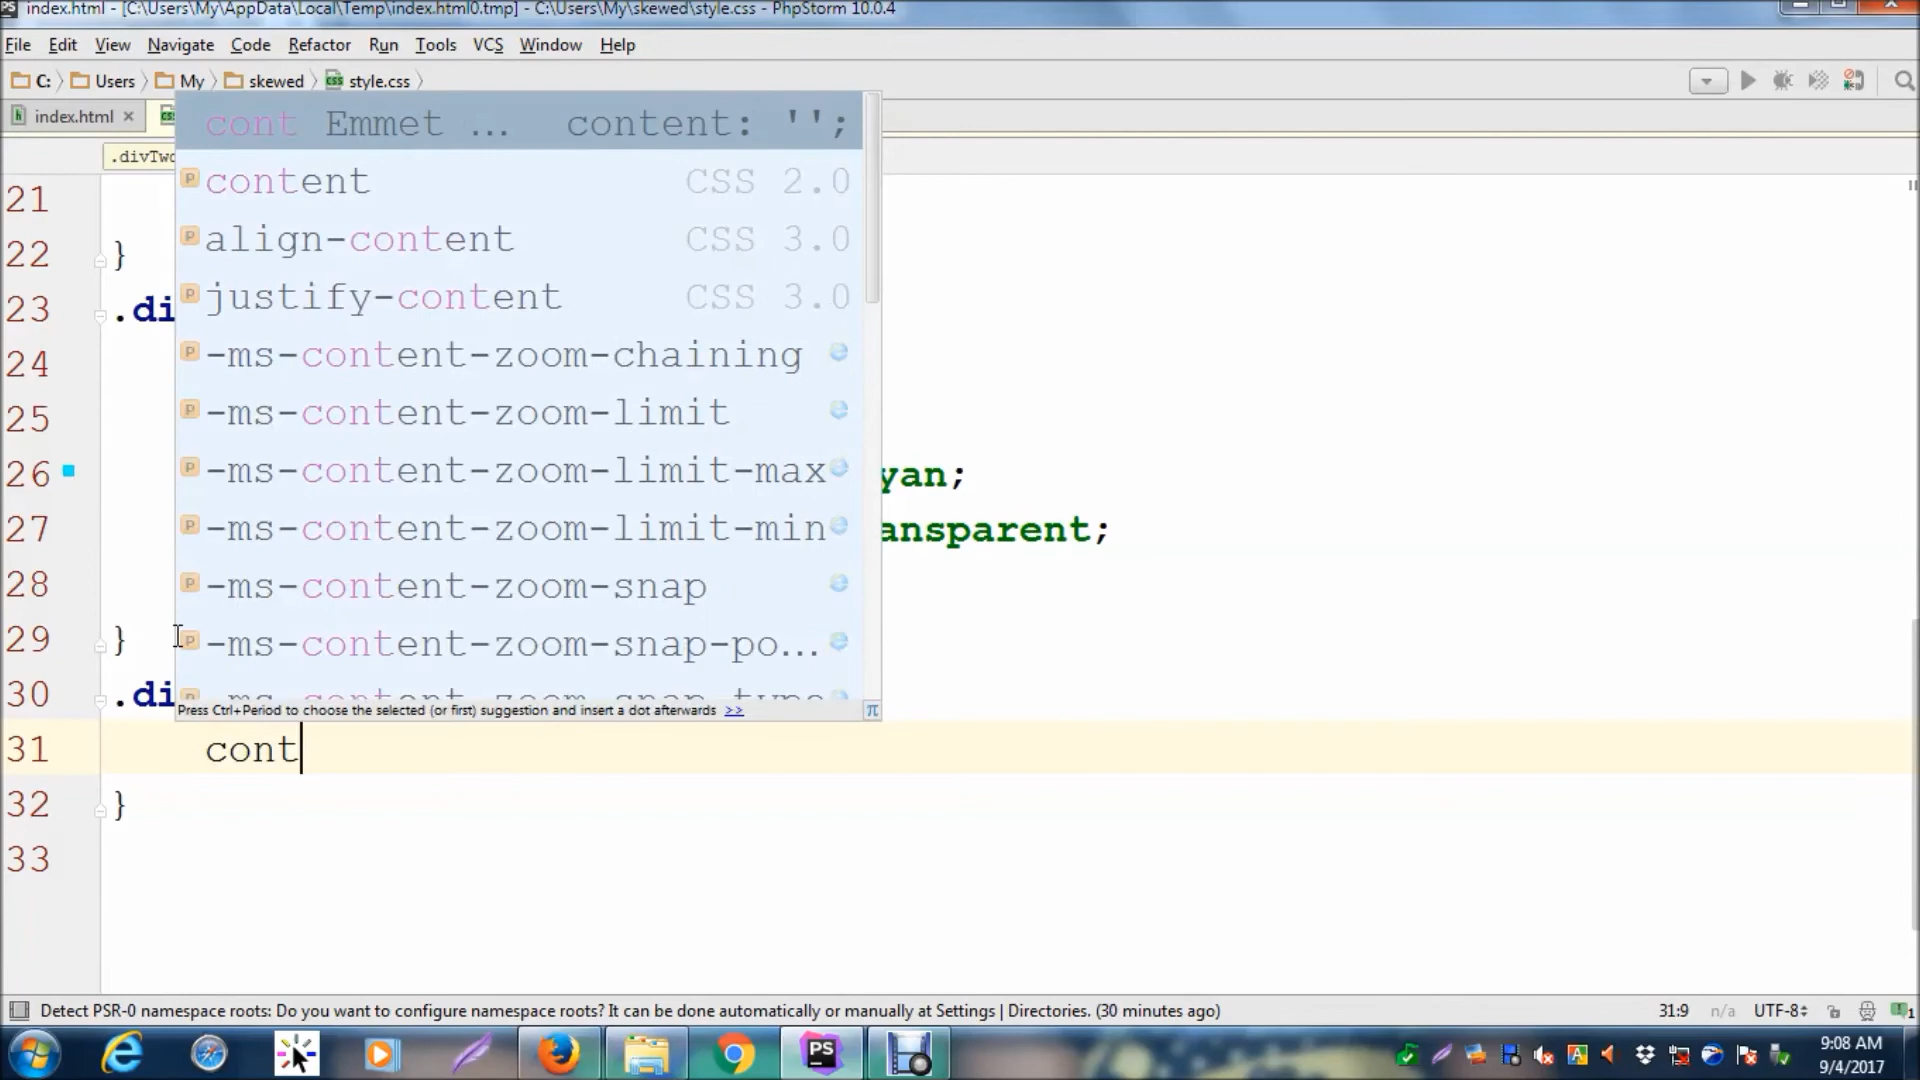 index.html - [C:\Users\My\AppData\Local\Temp\index.html0.tmp] - C:\Users\My\skewed\style.css - PhpStorm 10.0.4
File Edit View Navigate Code Refactor Run Tools VCS Window Help
C: Users My skewed style.css
index.html
.divTwo
cont Emmet ... content: '';
content CSS 2.0
align-content CSS 3.0
justify-content CSS 3.0
-ms-content-zoom-chaining
-ms-content-zoom-limit
-ms-content-zoom-limit-max
-ms-content-zoom-limit-min
-ms-content-zoom-snap
-ms-content-zoom-snap-po...
Press Ctrl+Period to choose the selected (or first) suggestion and insert a dot afterwards >> π
21
22 }
23 .di
24
25
26 yan;
27 ansparent;
28
29 }
30 .di
31 cont
32 }
33
Detect PSR-0 namespace roots: Do you want to configure namespace roots? It can be done automatically or manually at Settings | Directories. (30 minutes ago) 31:9 n/a UTF-8
9:08 AM
9/4/2017